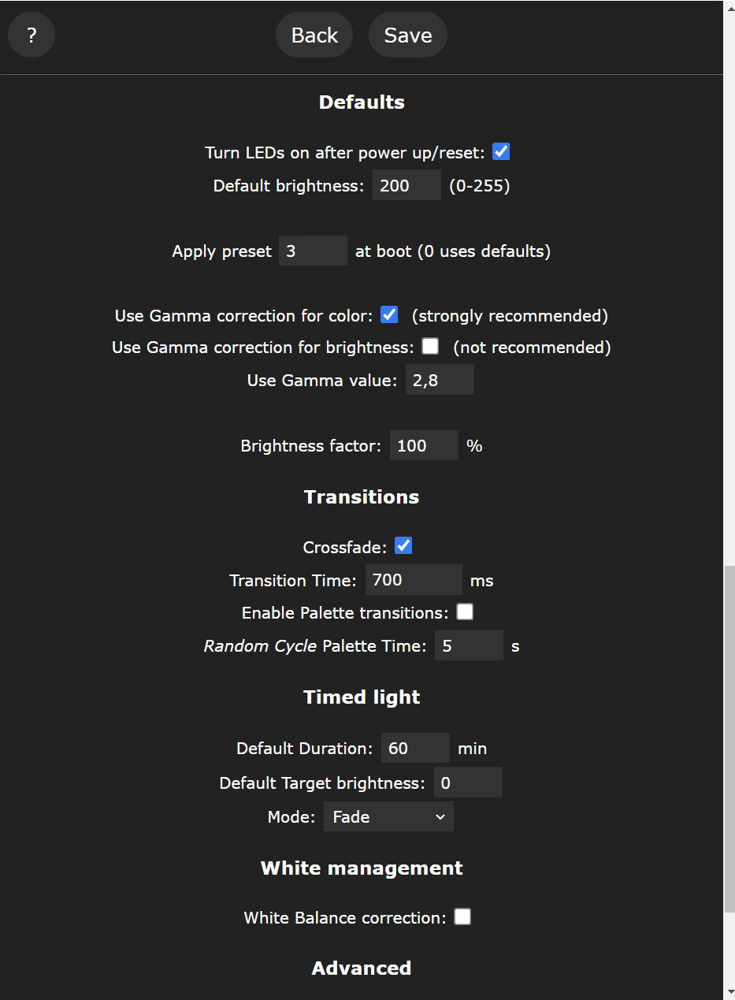 ?
Back Save
Defaults
Turn LEDs on after power up/reset:
Default brightness: 200 (0-255)
Apply preset 3 at boot (0 uses defaults)
Use Gamma correction for color: (strongly recommended)
Use Gamma correction for brightness: (not recommended)
Use Gamma value: 2,8
Brightness factor: 100 %
Transitions
Crossfade:
Transition Time: 700 ms
Enable Palette transitions:
Random Cycle Palette Time: 5 s
Timed light
Default Duration: 60 min
Default Target brightness: 0
Mode: Fade
White management
White Balance correction:
Advanced